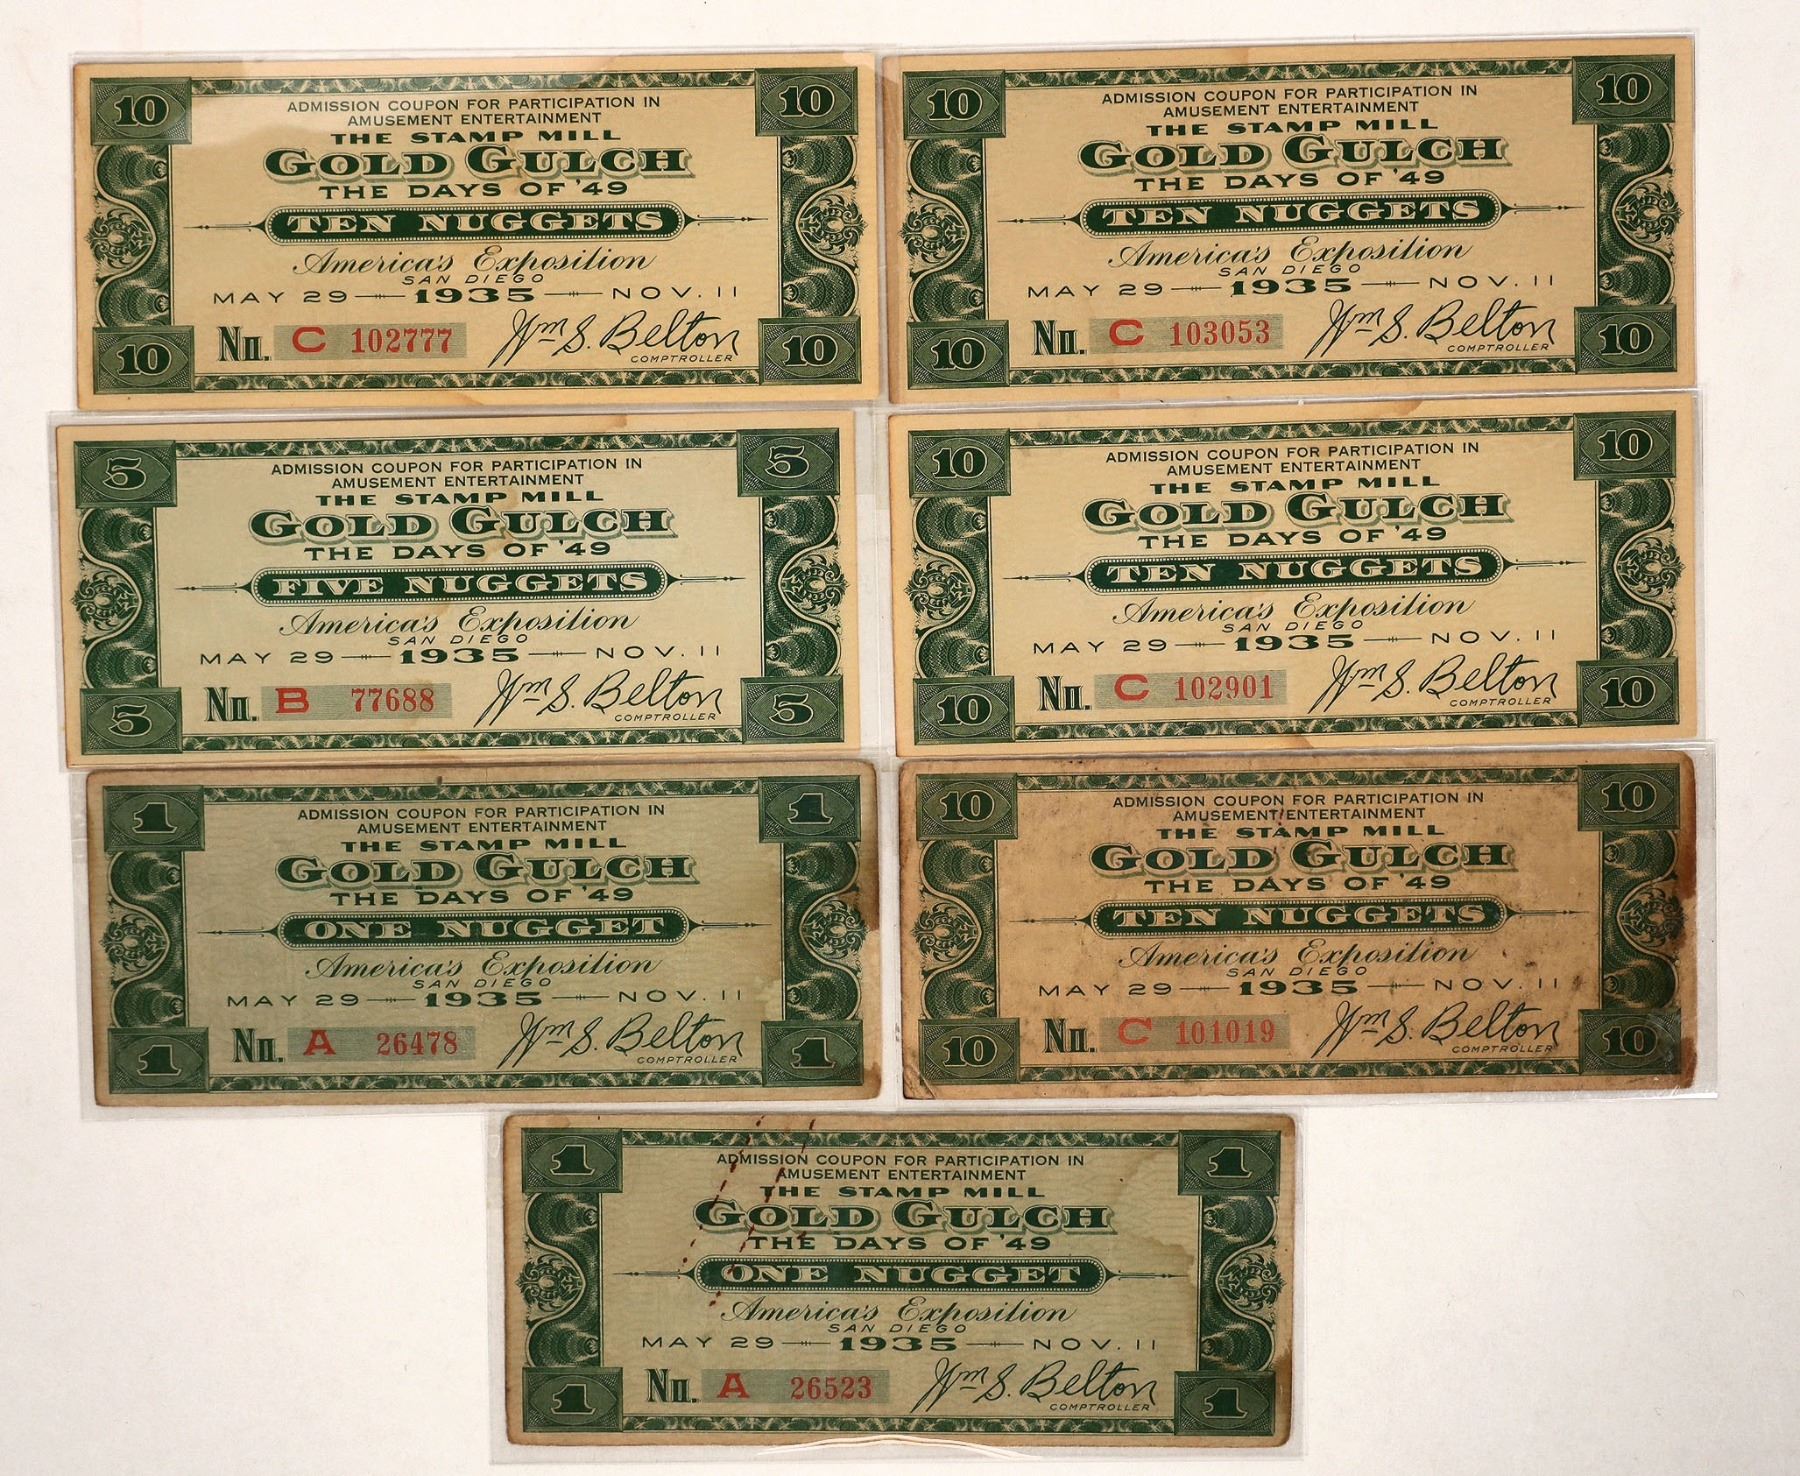 10 10
ADMISSION COUPON FOR PARTICIPATION IN
AMUSEMENT ENTERTAINMENT
THE STAMP MILL
GOLD GULCH
THE DAYS OF '49
TEN NUGGETS
America's Exposition
SAN DIEGO
MAY 29 — 1935 — NOV. 11
No. C 102777 Wm S. Belton
COMPTROLLER
10 10
10 10
ADMISSION COUPON FOR PARTICIPATION IN
AMUSEMENT ENTERTAINMENT
THE STAMP MILL
GOLD GULCH
THE DAYS OF '49
TEN NUGGETS
America's Exposition
SAN DIEGO
MAY 29 — 1935 — NOV. 11
No. C 103053 Wm S. Belton
COMPTROLLER
10 10
5 5
ADMISSION COUPON FOR PARTICIPATION IN
AMUSEMENT ENTERTAINMENT
THE STAMP MILL
GOLD GULCH
THE DAYS OF '49
FIVE NUGGETS
America's Exposition
SAN DIEGO
MAY 29 — 1935 — NOV. 11
No. B 77688 Wm S. Belton
COMPTROLLER
5 5
10 10
ADMISSION COUPON FOR PARTICIPATION IN
AMUSEMENT ENTERTAINMENT
THE STAMP MILL
GOLD GULCH
THE DAYS OF '49
TEN NUGGETS
America's Exposition
SAN DIEGO
MAY 29 — 1935 — NOV. 11
No. C 102901 Wm S. Belton
COMPTROLLER
10 10
1 1
ADMISSION COUPON FOR PARTICIPATION IN
AMUSEMENT ENTERTAINMENT
THE STAMP MILL
GOLD GULCH
THE DAYS OF '49
ONE NUGGET
America's Exposition
SAN DIEGO
MAY 29 — 1935 — NOV. 11
No. A 26478 Wm S. Belton
COMPTROLLER
1 1
10 10
ADMISSION COUPON FOR PARTICIPATION IN
AMUSEMENT ENTERTAINMENT
THE STAMP MILL
GOLD GULCH
THE DAYS OF '49
TEN NUGGETS
America's Exposition
SAN DIEGO
MAY 29 — 1935 — NOV. 11
No. C 101019 Wm S. Belton
COMPTROLLER
10 10
1 1
ADMISSION COUPON FOR PARTICIPATION IN
AMUSEMENT ENTERTAINMENT
THE STAMP MILL
GOLD GULCH
THE DAYS OF '49
ONE NUGGET
America's Exposition
SAN DIEGO
MAY 29 — 1935 — NOV. 11
No. A 26523 Wm S. Belton
COMPTROLLER
1 1